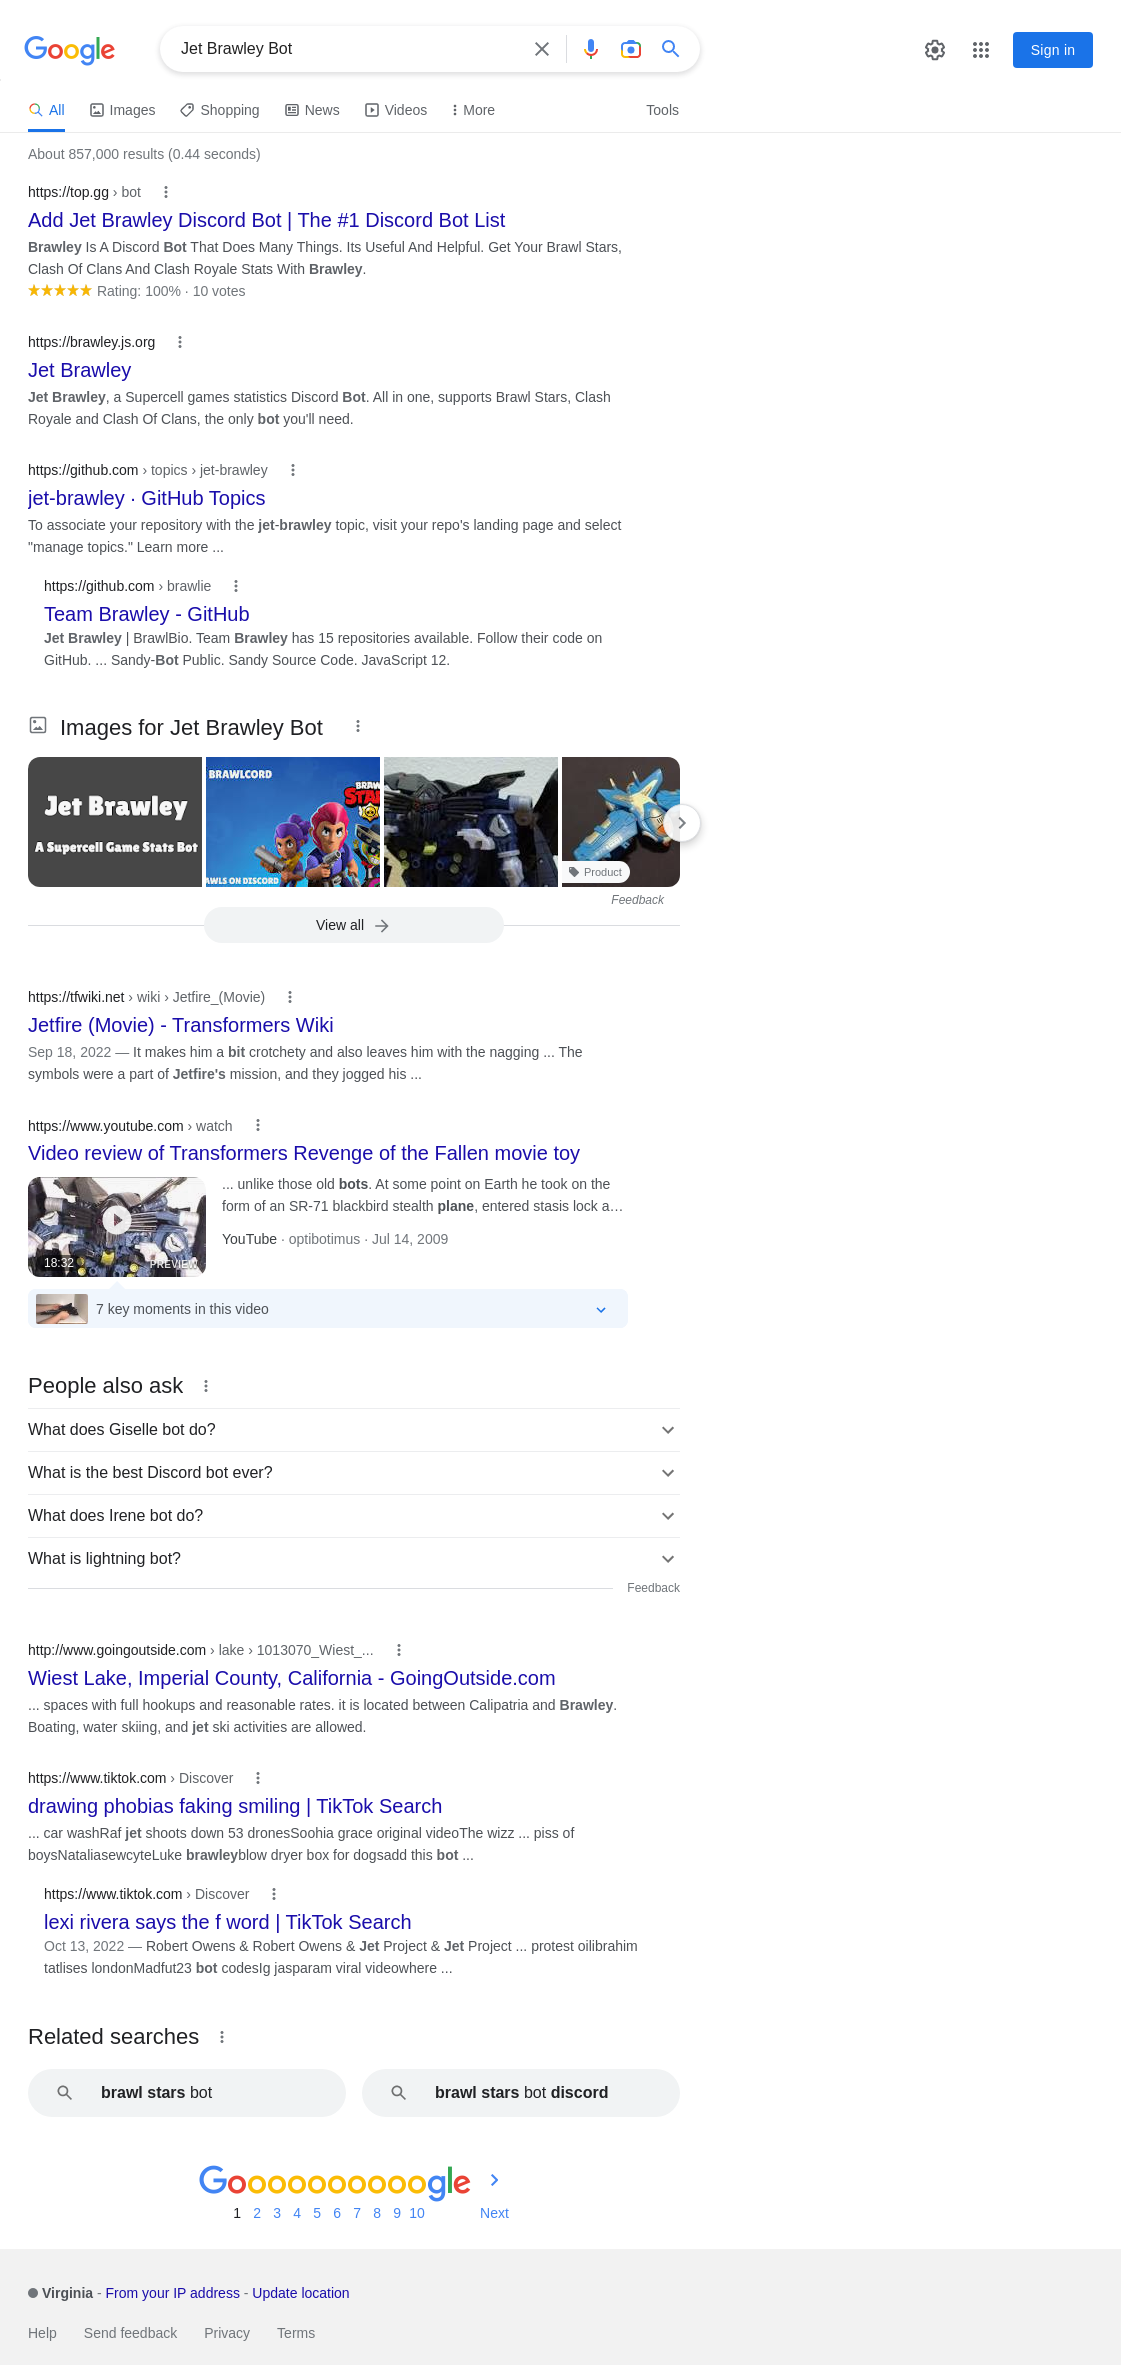 Google
Jet Brawley Bot
Sign in
All
Images
Shopping
News
Videos
More
Tools
About 857,000 results (0.44 seconds)
https://top.gg › bot
Add Jet Brawley Discord Bot | The #1 Discord Bot List
Brawley Is A Discord Bot That Does Many Things. Its Useful And Helpful. Get Your Brawl Stars,
Clash Of Clans And Clash Royale Stats With Brawley.
Rating: 100% · 10 votes
https://brawley.js.org
Jet Brawley
Jet Brawley, a Supercell games statistics Discord Bot. All in one, supports Brawl Stars, Clash
Royale and Clash Of Clans, the only bot you'll need.
https://github.com › topics › jet-brawley
jet-brawley · GitHub Topics
To associate your repository with the jet-brawley topic, visit your repo's landing page and select
"manage topics." Learn more ...
https://github.com › brawlie
Team Brawley - GitHub
Jet Brawley | BrawlBio. Team Brawley has 15 repositories available. Follow their code on
GitHub. ... Sandy-Bot Public. Sandy Source Code. JavaScript 12.
Images for Jet Brawley Bot
Jet Brawley
A Supercell Game Stats Bot
BRAWLCORD
BRAW
STA
AWLS ON DISCORD
Product
Feedback
View all
https://tfwiki.net › wiki › Jetfire_(Movie)
Jetfire (Movie) - Transformers Wiki
Sep 18, 2022 — It makes him a bit crotchety and also leaves him with the nagging ... The
symbols were a part of Jetfire's mission, and they jogged his ...
https://www.youtube.com › watch
Video review of Transformers Revenge of the Fallen movie toy
... unlike those old bots. At some point on Earth he took on the
form of an SR-71 blackbird stealth plane, entered stasis lock a…
YouTube · optibotimus · Jul 14, 2009
18:32
PREVIEW
7 key moments in this video
People also ask
What does Giselle bot do?
What is the best Discord bot ever?
What does Irene bot do?
What is lightning bot?
Feedback
http://www.goingoutside.com › lake › 1013070_Wiest_...
Wiest Lake, Imperial County, California - GoingOutside.com
... spaces with full hookups and reasonable rates. it is located between Calipatria and Brawley.
Boating, water skiing, and jet ski activities are allowed.
https://www.tiktok.com › Discover
drawing phobias faking smiling | TikTok Search
... car washRaf jet shoots down 53 dronesSoohia grace original videoThe wizz ... piss of
boysNataliasewcyteLuke brawleyblow dryer box for dogsadd this bot ...
https://www.tiktok.com › Discover
lexi rivera says the f word | TikTok Search
Oct 13, 2022 — Robert Owens & Robert Owens & Jet Project & Jet Project ... protest oilibrahim
tatlises londonMadfut23 bot codesIg jasparam viral videowhere ...
Related searches
brawl stars bot
brawl stars bot discord
Goooooooooogle
1 2 3 4 5 6 7 8 9 10 Next
Virginia - From your IP address - Update location
Help Send feedback Privacy Terms